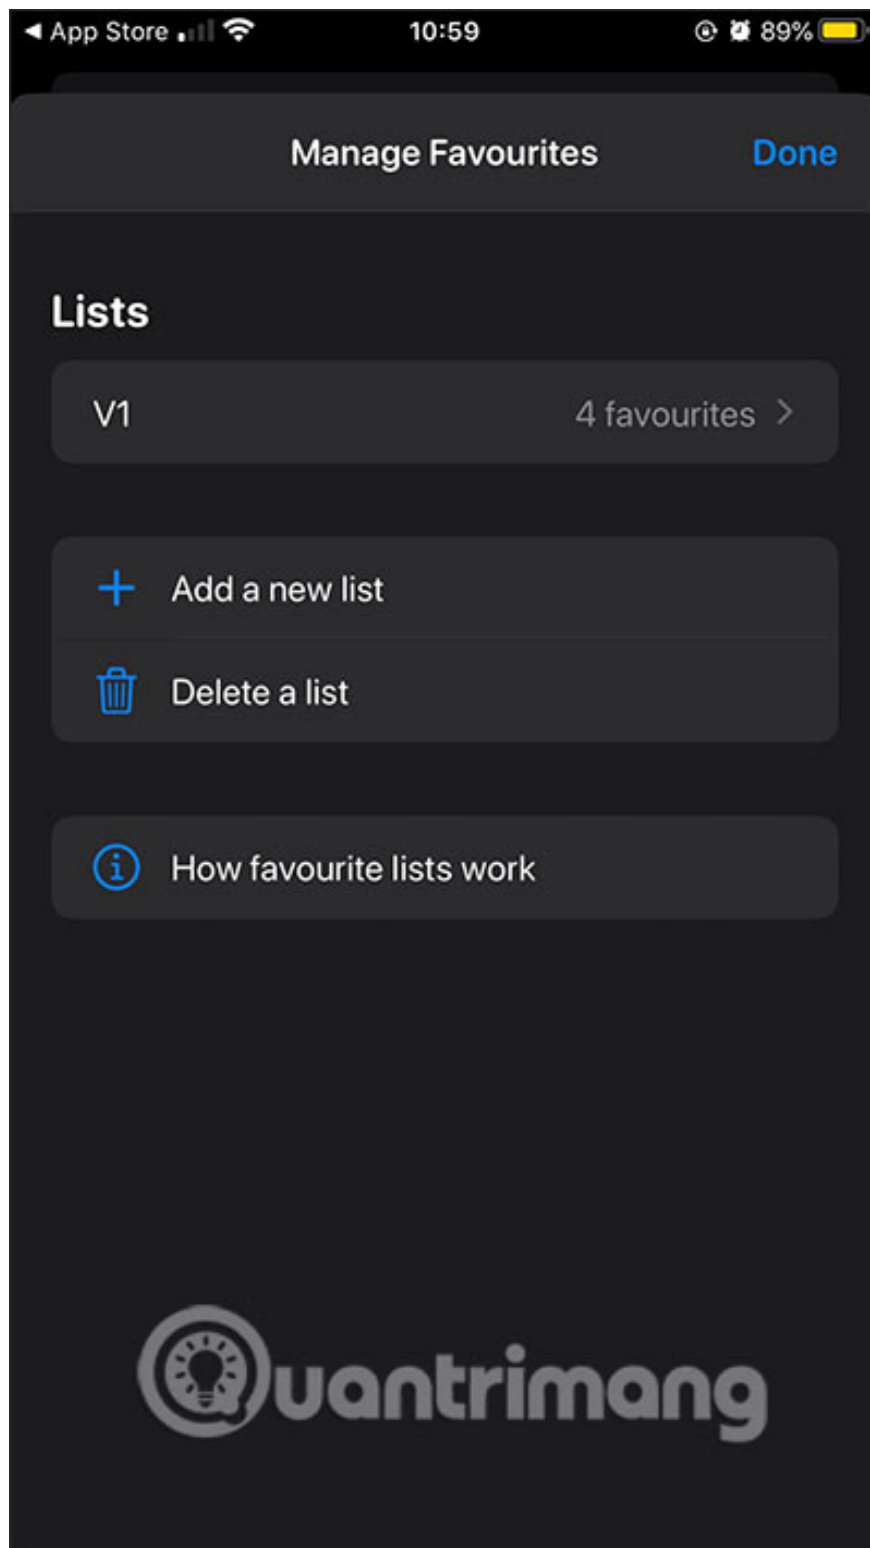 ◀ App Store 10:59 89%
Manage Favourites Done
Lists
V1 4 favourites >
Add a new list
Delete a list
How favourite lists work
Quantrimang